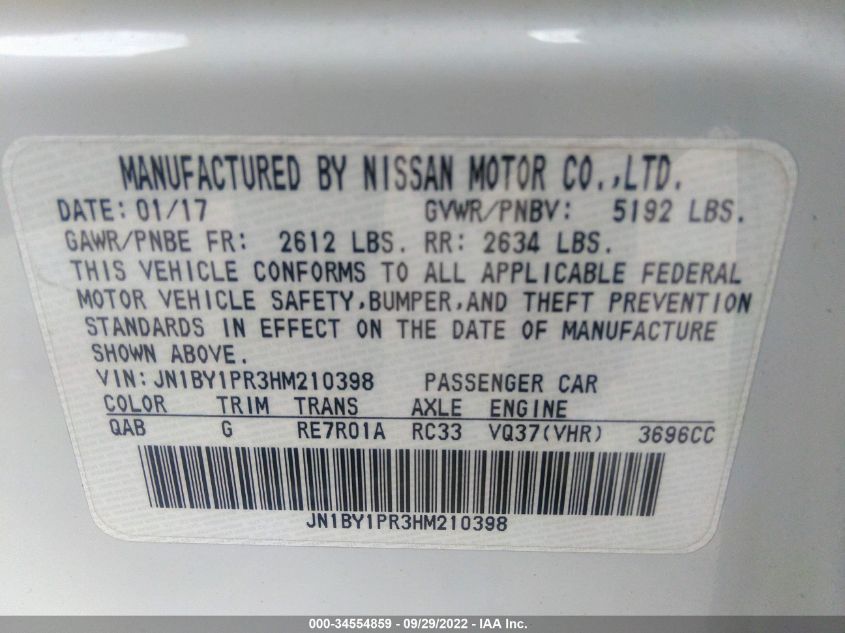 MANUFACTURED BY NISSAN MOTOR CO.,LTD.
DATE: 01/17 GVWR/PNBV: 5192 LBS.
GAWR/PNBE FR: 2612 LBS. RR: 2634 LBS.
THIS VEHICLE CONFORMS TO ALL APPLICABLE FEDERAL
MOTOR VEHICLE SAFETY,BUMPER,AND THEFT PREVENTION
STANDARDS IN EFFECT ON THE DATE OF MANUFACTURE
SHOWN ABOVE.
VIN: JN1BY1PR3HM210398 PASSENGER CAR
COLOR TRIM TRANS AXLE ENGINE
QAB G RE7R01A RC33 VQ37(VHR) 3696CC
JN1BY1PR3HM210398
000-34554859 - 09/29/2022 - IAA Inc.